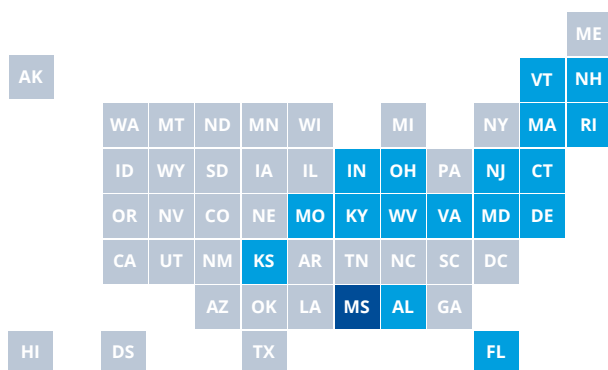 ME
AK VT NH
WA MT ND MN WI MI NY MA RI
ID WY SD IA IL IN OH PA NJ CT
OR NV CO NE MO KY WV VA MD DE
CA UT NM KS AR TN NC SC DC
AZ OK LA MS AL GA
HI DS TX FL